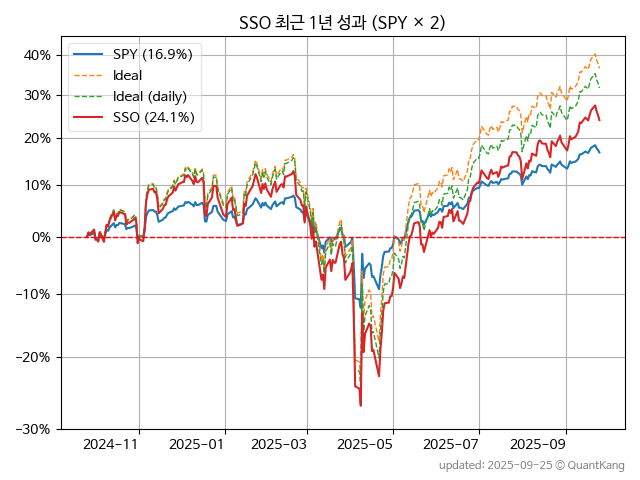 SSO 최근 1년 성과 (SPY × 2)
SPY (16.9%)
Ideal
Ideal (daily)
SSO (24.1%)
40%
30%
20%
10%
0%
−10%
−20%
−30%
2024−11 2025−01 2025−03 2025−05 2025−07 2025−09
updated: 2025-09-25 ⓒ QuantKang